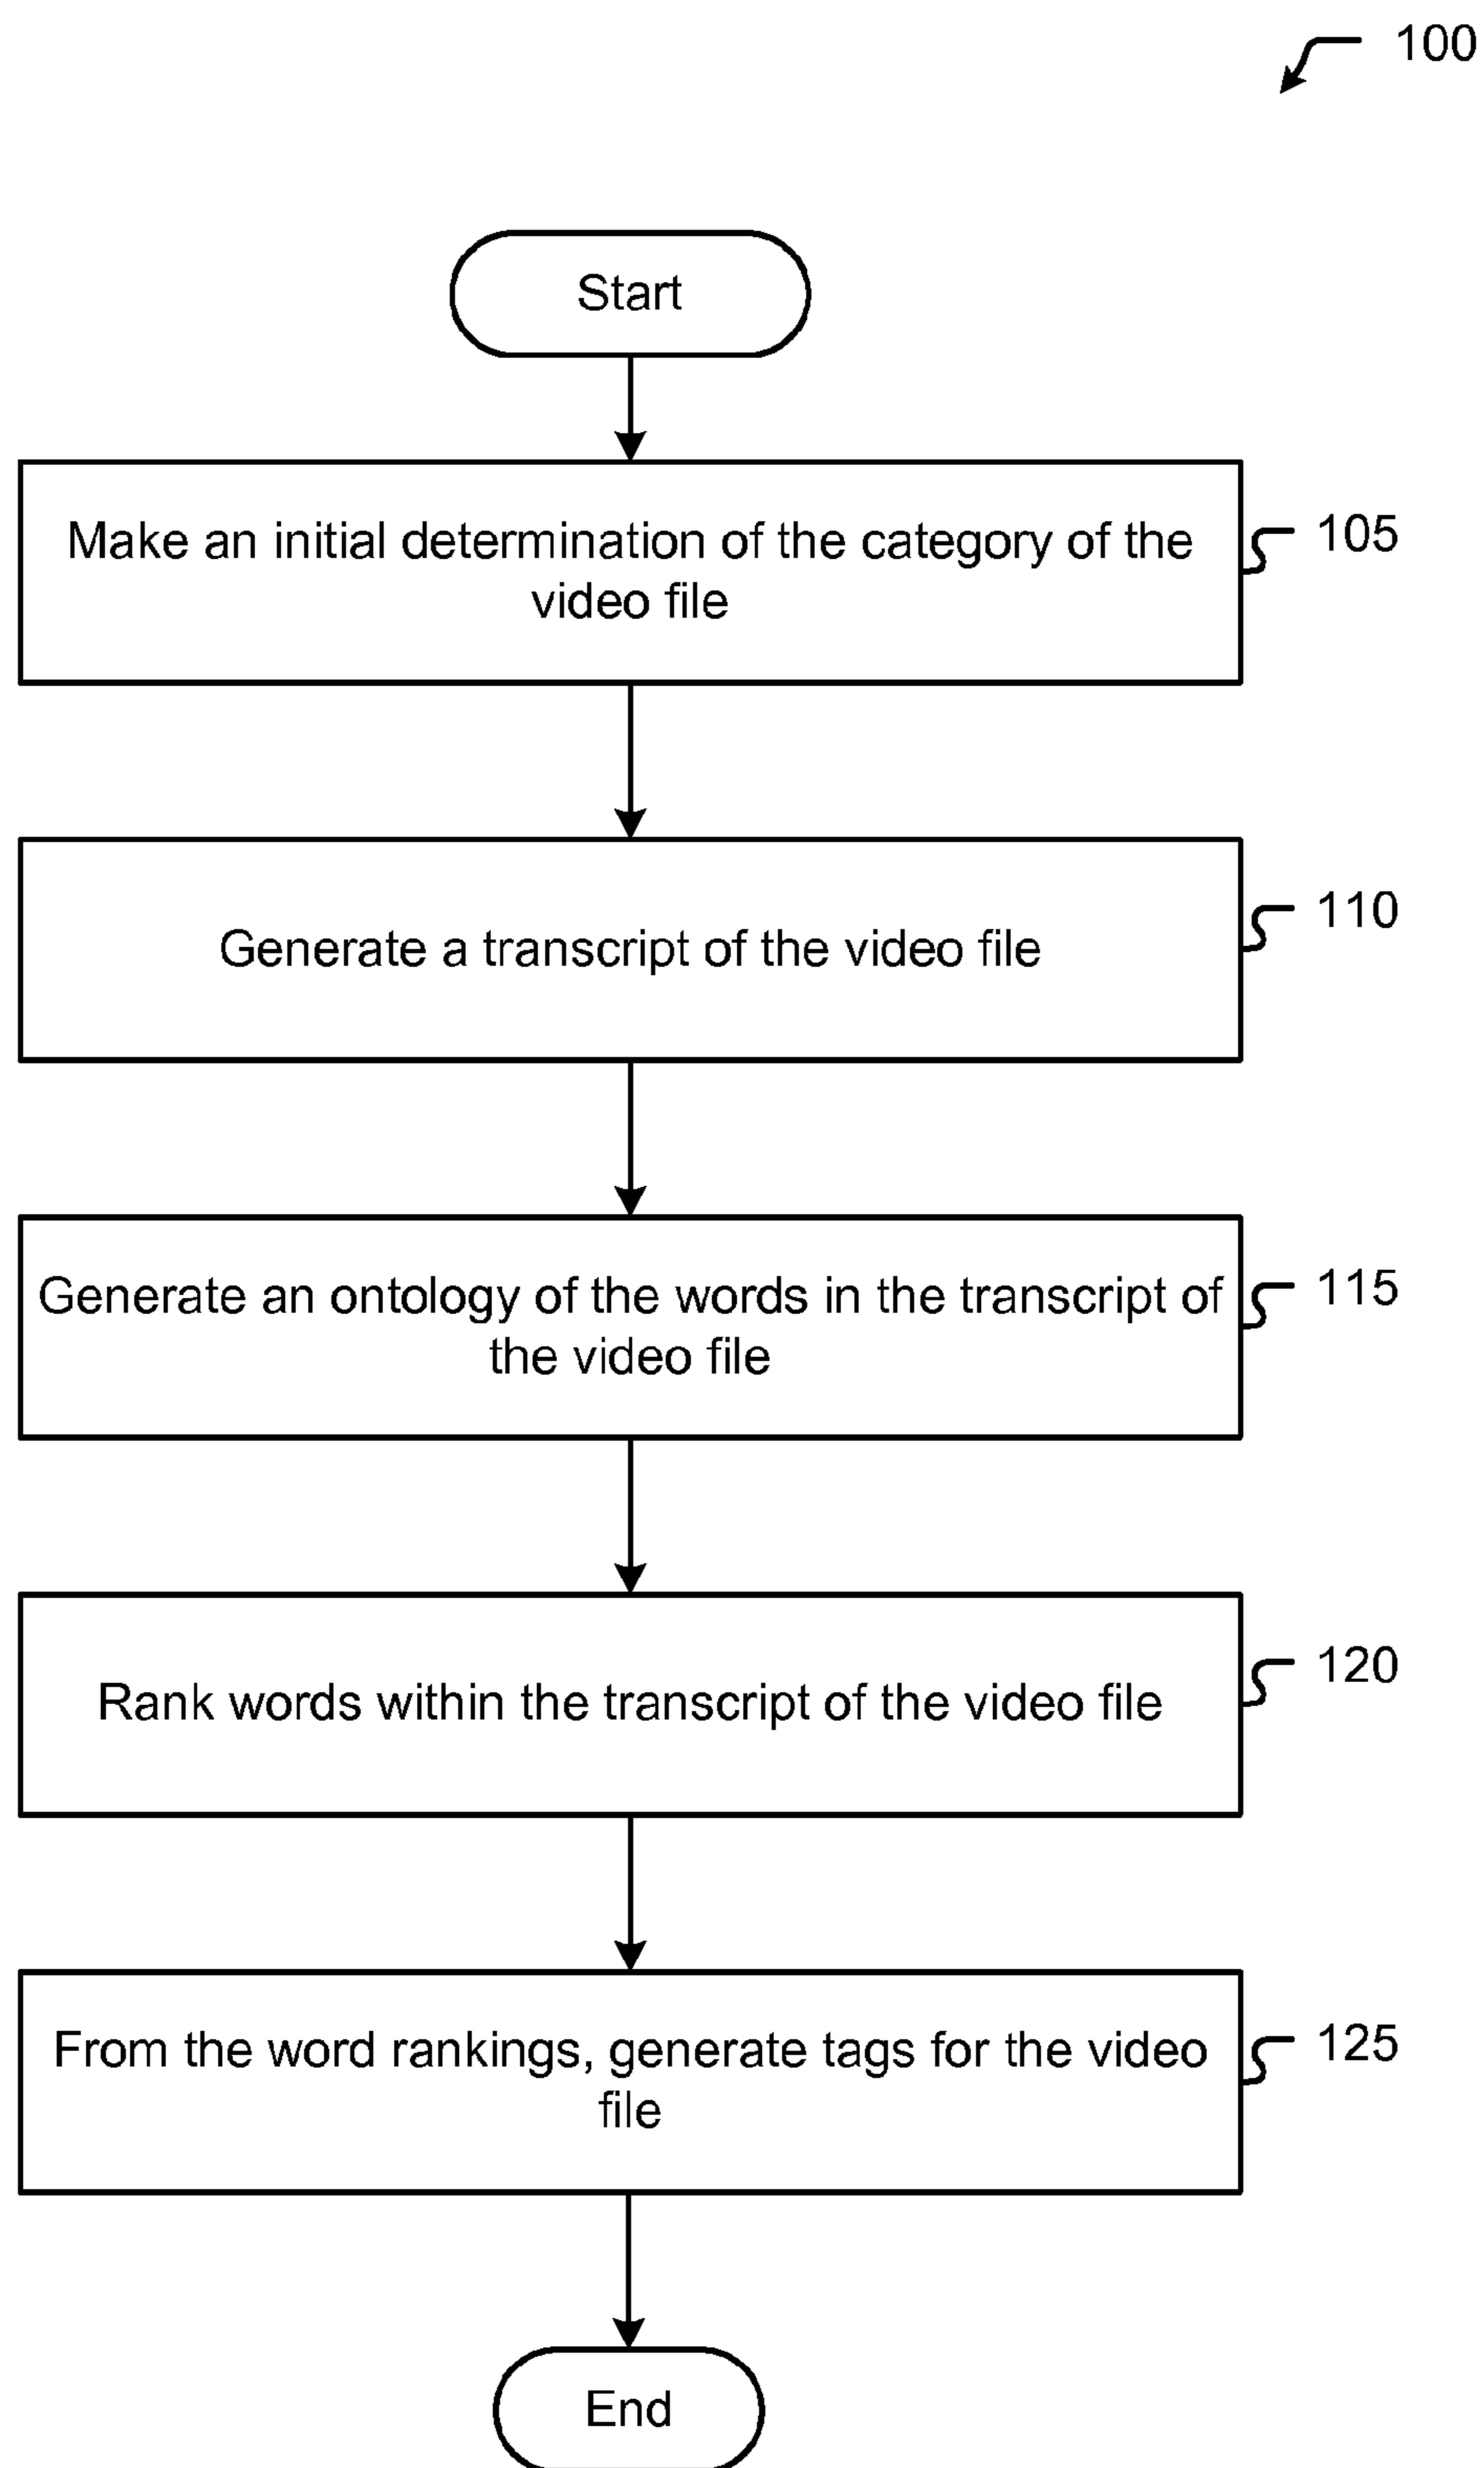 100
Start
Make an initial determination of the category of the
video file
105
Generate a transcript of the video file
110
Generate an ontology of the words in the transcript of
the video file
115
Rank words within the transcript of the video file
120
From the word rankings, generate tags for the video
file
125
End